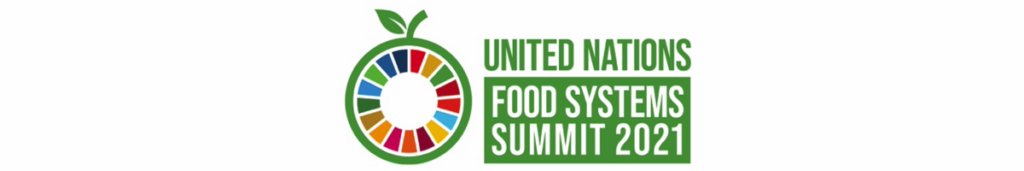 UNITED NATIONS
FOOD SYSTEMS
SUMMIT 2021